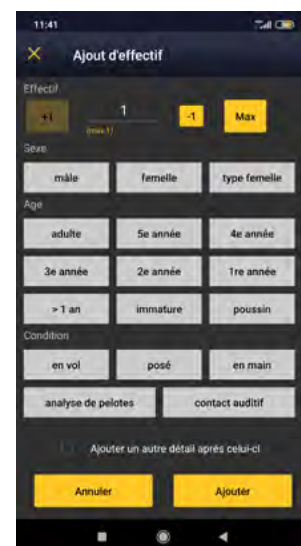 11:41
Ajout d'effectif
Effectif
+1 1 -1 Max
(max 1)
Sexe
mâle femelle type femelle
Age
adulte 5e année 4e année
3e année 2e année 1re année
> 1 an immature poussin
Condition
en vol posé en main
analyse de pelotes contact auditif
Ajouter un autre détail après celui-ci
Annuler Ajouter